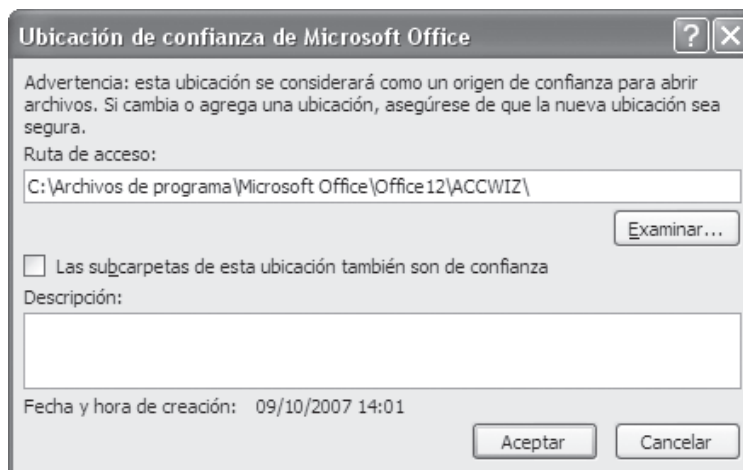 Ubicación de confianza de Microsoft Office
Advertencia: esta ubicación se considerará como un origen de confianza para abrir
archivos. Si cambia o agrega una ubicación, asegúrese de que la nueva ubicación sea
segura.
Ruta de acceso:
C:\Archivos de programa\Microsoft Office\Office12\ACCWIZ\
Examinar...
Las subcarpetas de esta ubicación también son de confianza
Descripción:
Fecha y hora de creación: 09/10/2007 14:01
Aceptar Cancelar